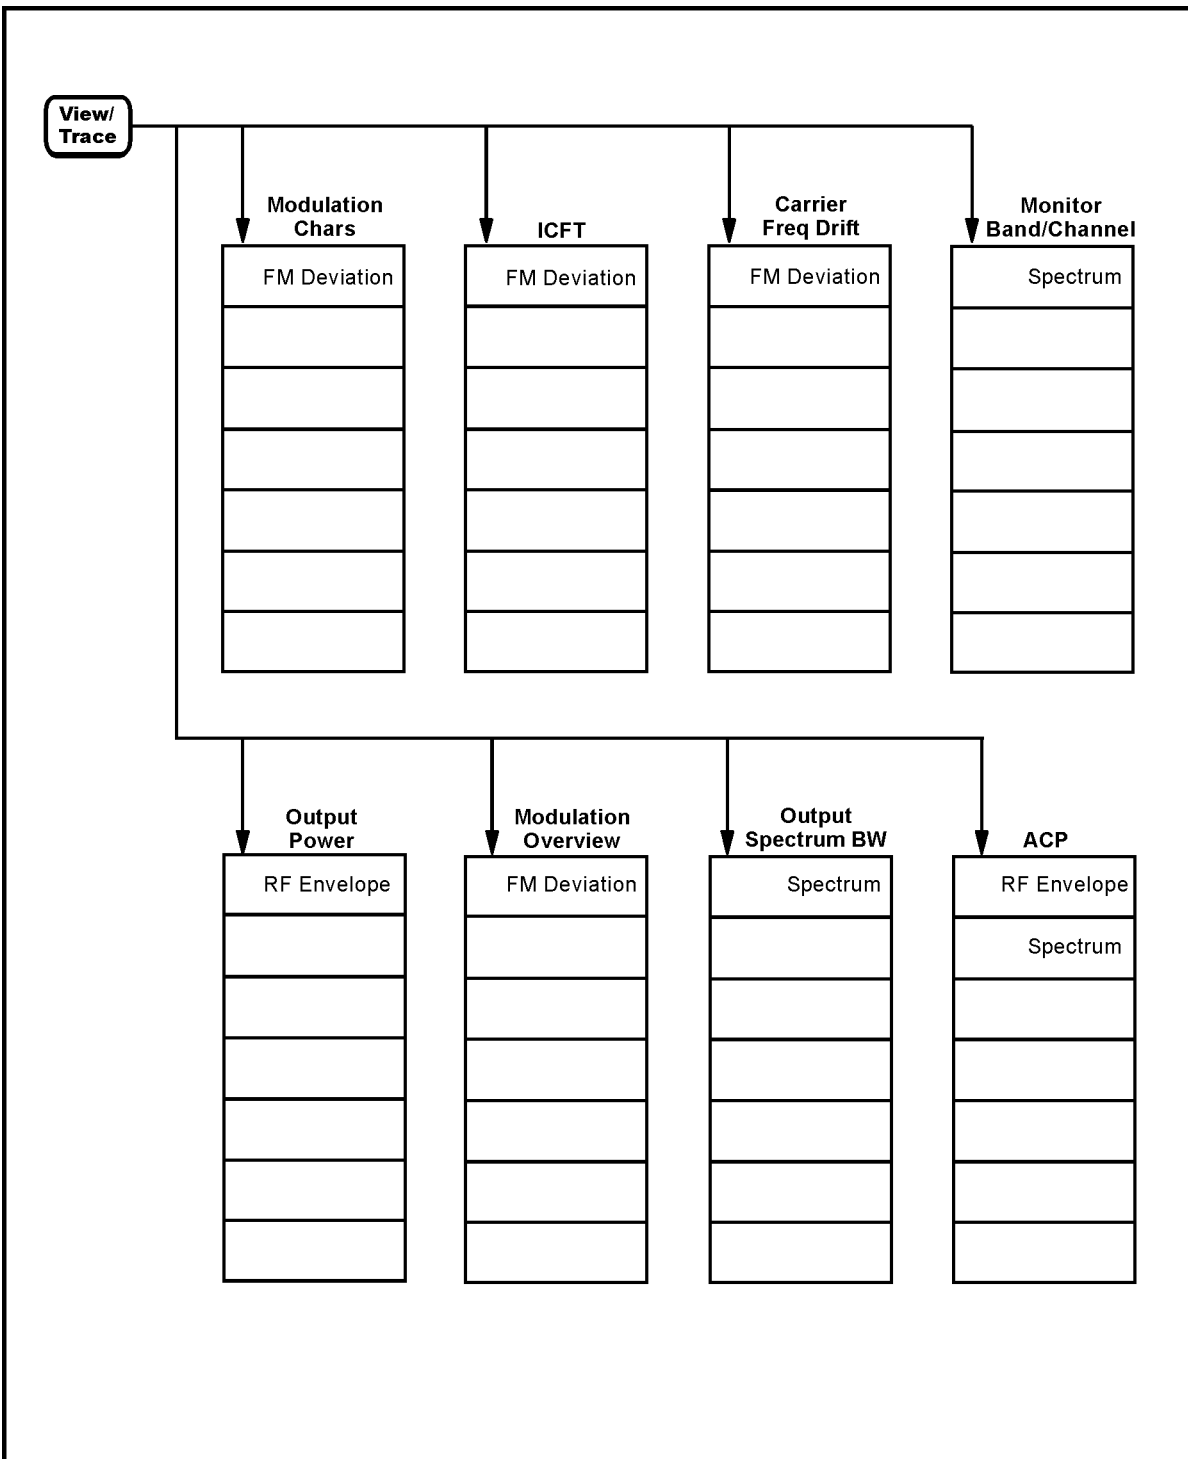 View/
Trace
Modulation
Chars
ICFT
Carrier
Freq Drift
Monitor
Band/Channel
FM Deviation
FM Deviation
FM Deviation
Spectrum
Output
Power
Modulation
Overview
Output
Spectrum BW
ACP
RF Envelope
FM Deviation
Spectrum
RF Envelope
Spectrum